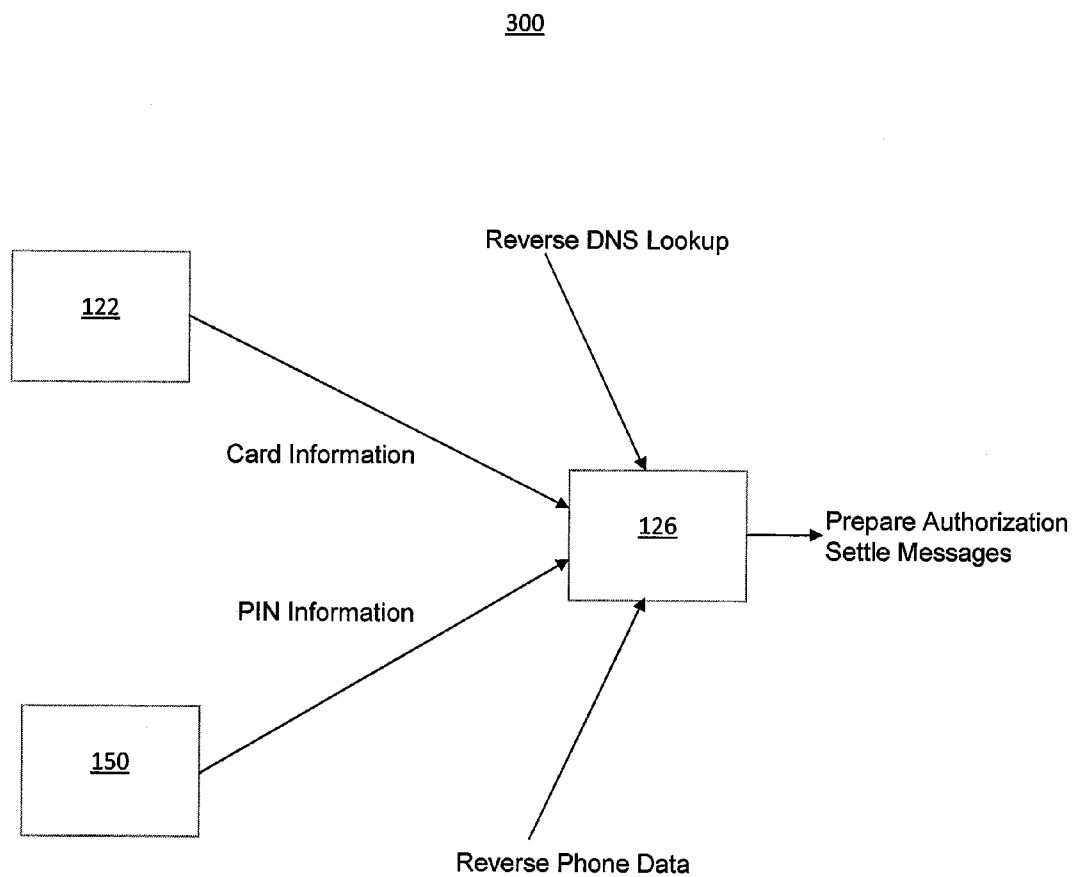 300
Reverse DNS Lookup
122
Card Information
126
Prepare Authorization
Settle Messages
PIN Information
150
Reverse Phone Data